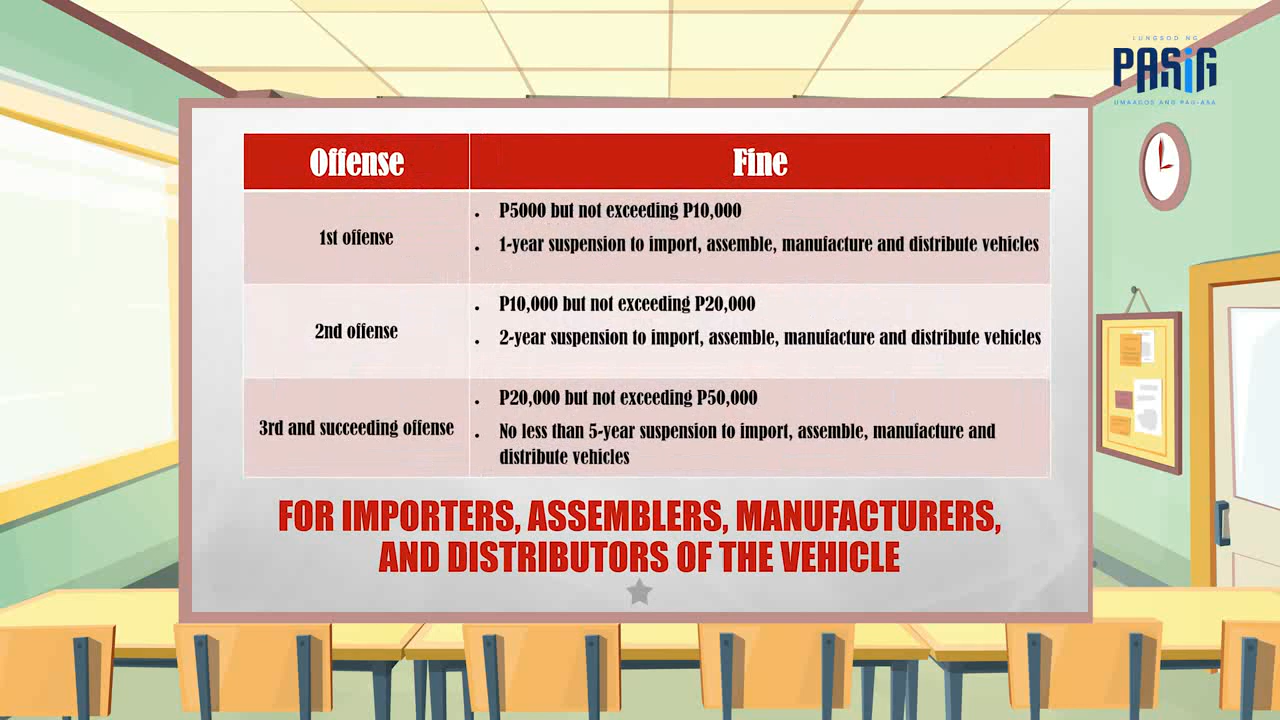 LUNGSOD NG
PASiG
UMAAGOS ANG PAG-ASA
Offense
Fine
1st offense
P5000 but not exceeding P10,000
1-year suspension to import, assemble, manufacture and distribute vehicles
2nd offense
P10,000 but not exceeding P20,000
2-year suspension to import, assemble, manufacture and distribute vehicles
3rd and succeeding offense
P20,000 but not exceeding P50,000
No less than 5-year suspension to import, assemble, manufacture and
distribute vehicles
FOR IMPORTERS, ASSEMBLERS, MANUFACTURERS,
AND DISTRIBUTORS OF THE VEHICLE